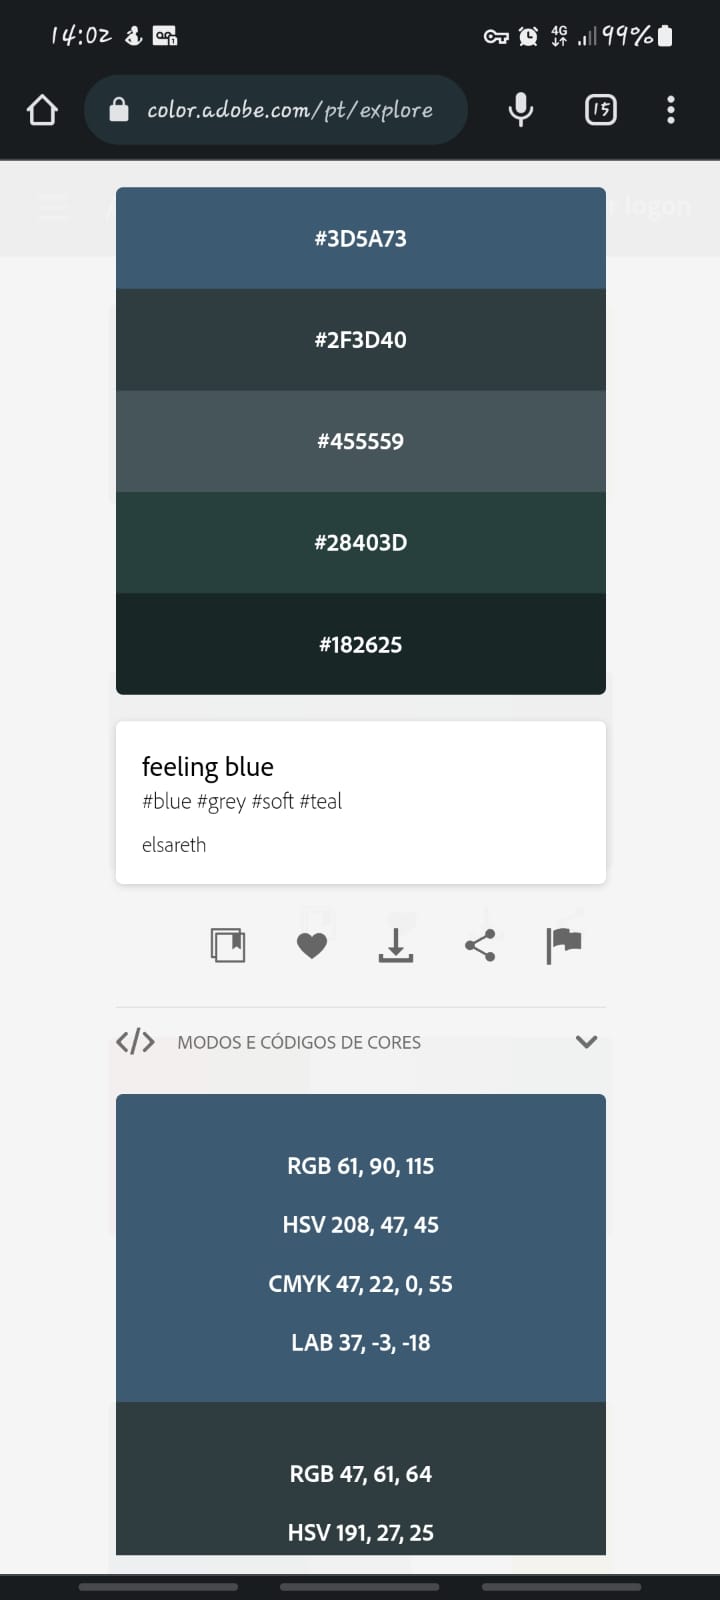 14:02
4G
99%
color.adobe.com/pt/explore
15
logon
#3D5A73
#2F3D40
#455559
#28403D
#182625
feeling blue
#blue #grey #soft #teal
elsareth
</> MODOS E CÓDIGOS DE CORES
RGB 61, 90, 115
HSV 208, 47, 45
CMYK 47, 22, 0, 55
LAB 37, -3, -18
RGB 47, 61, 64
HSV 191, 27, 25